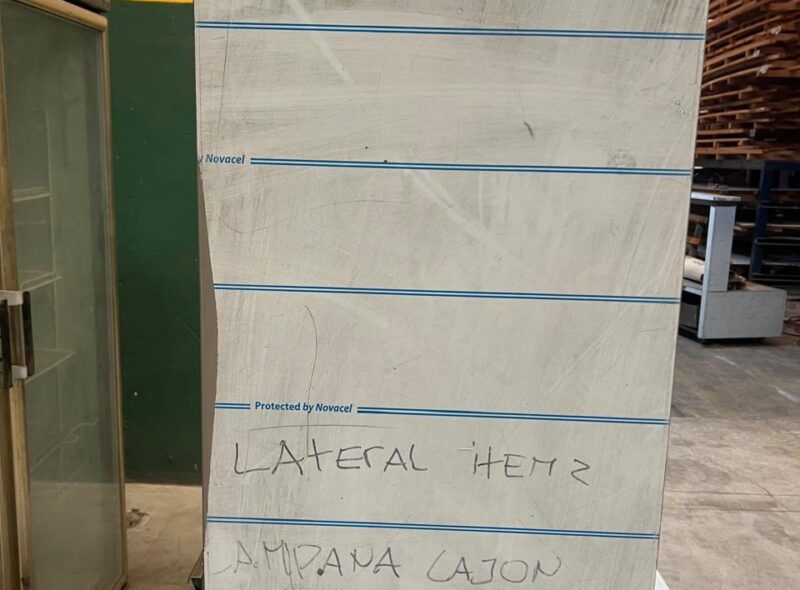 y Novacel
Protected by Novacel
LATERAL iTEM 2
CAMPANA CAJON